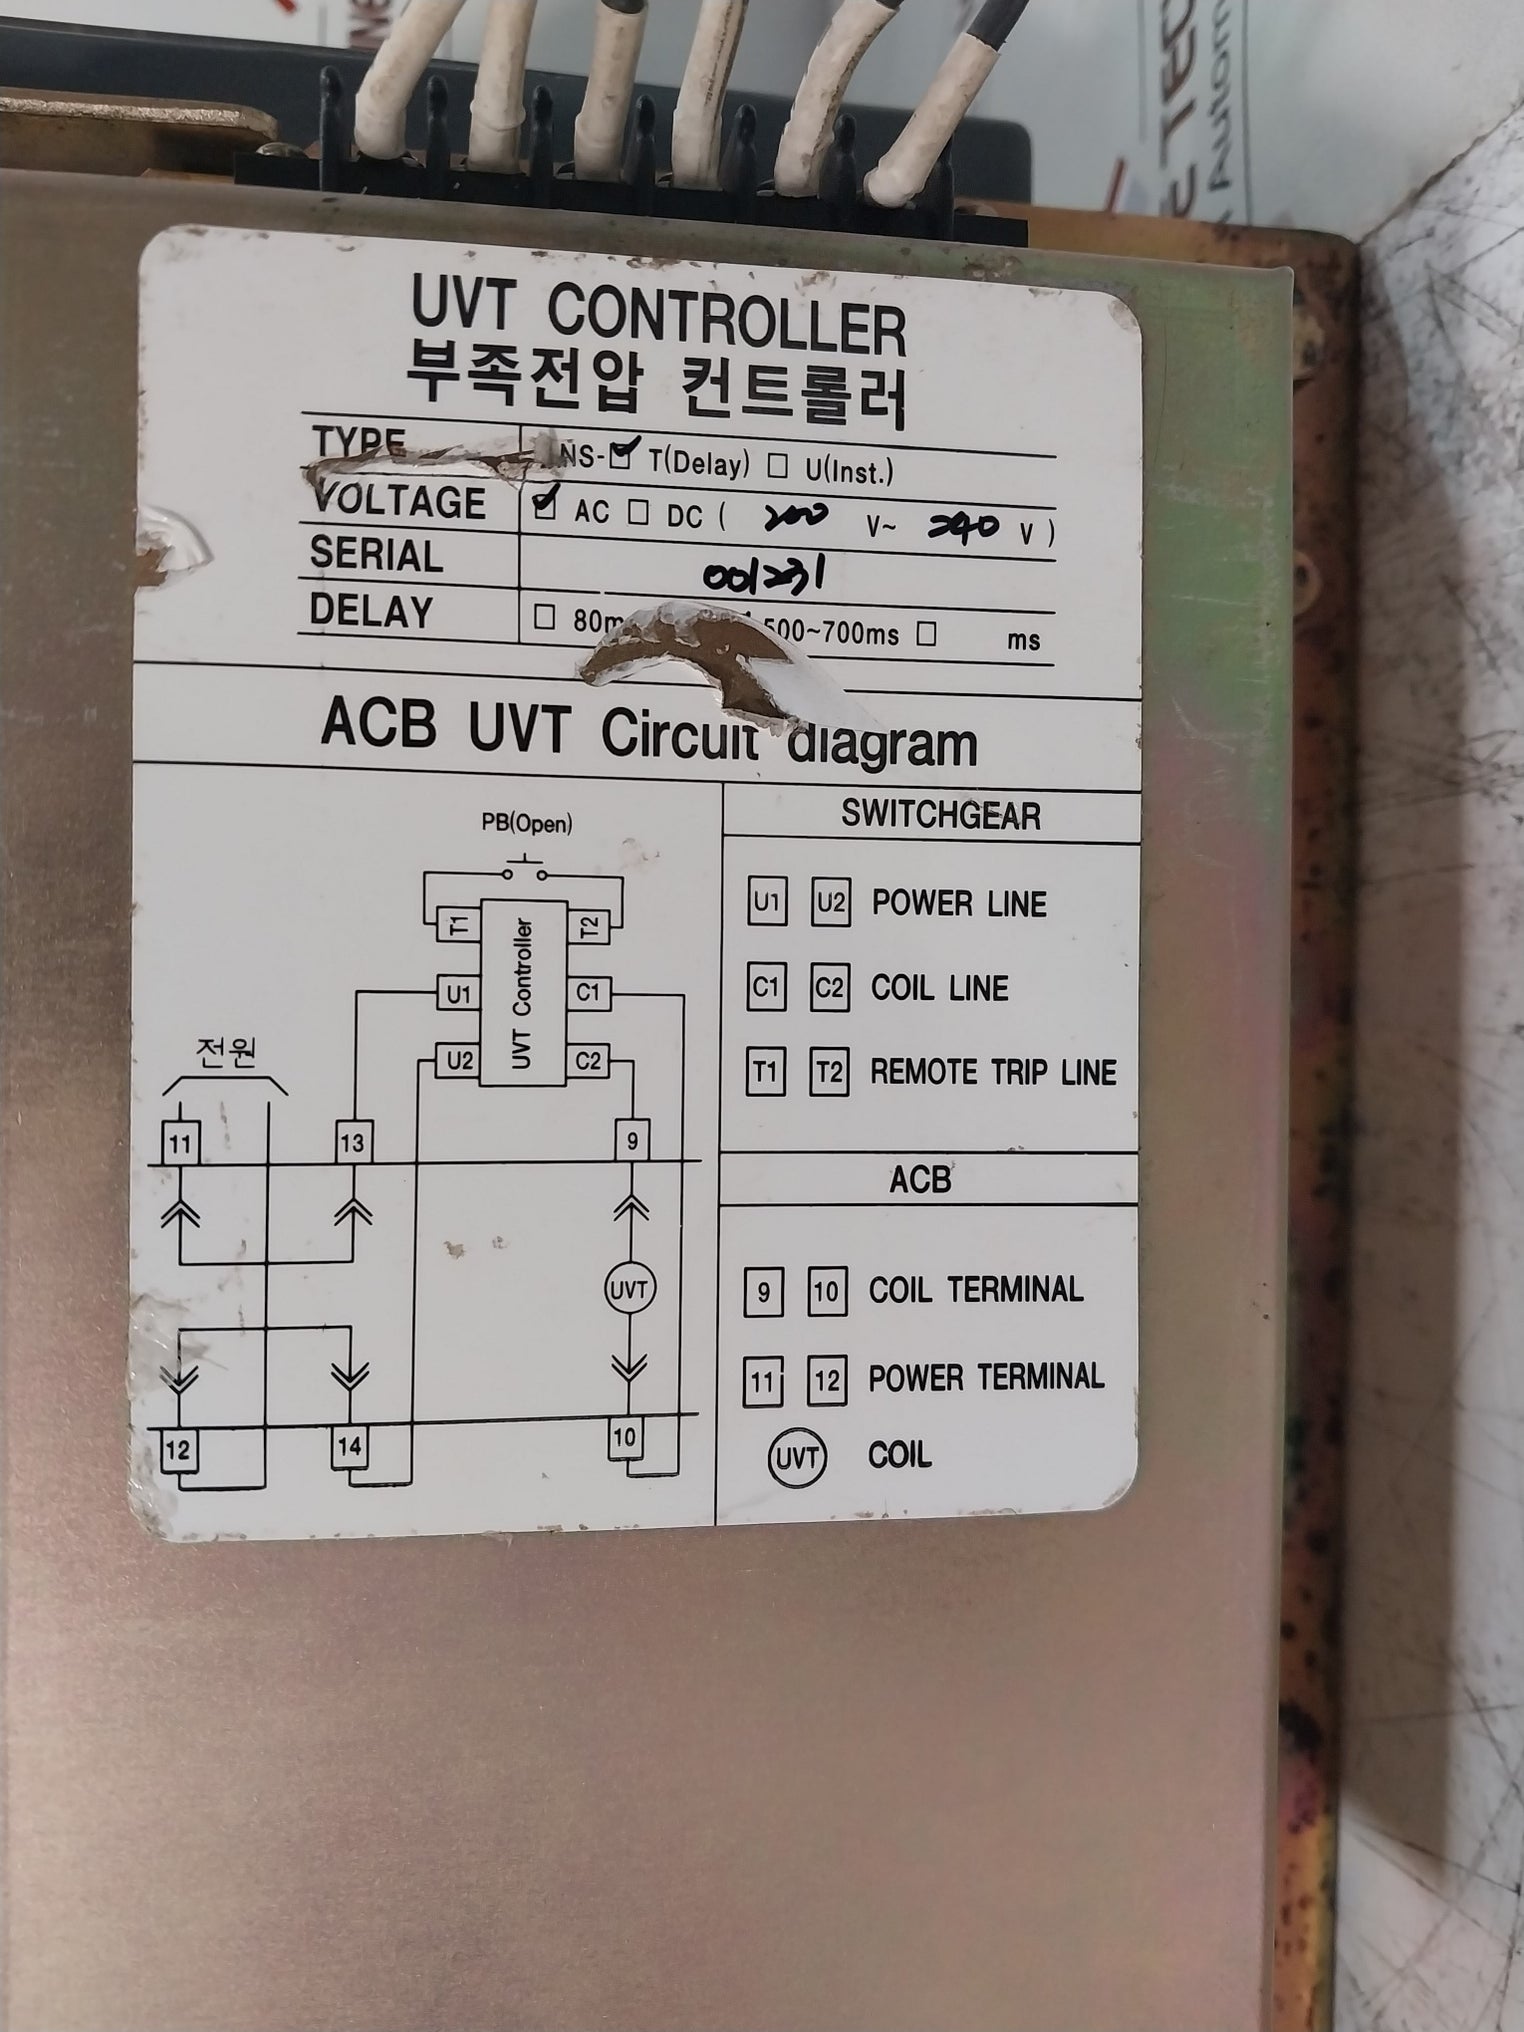 UVT CONTROLLER
부족전압 컨트롤러
TYPE NS-☑ T(Delay) ☐ U(Inst.)
VOLTAGE ☑ AC ☐ DC ( 200 V~ 240 V )
SERIAL 001231
DELAY ☐ 500~700ms ☐ ms
ACB UVT Circuit diagram
PB(Open)
T1 T2
UVT Controller
U1 C1
U2 C2
전원
11 13 9
UVT
12 14 10
SWITCHGEAR
U1 U2 POWER LINE
C1 C2 COIL LINE
T1 T2 REMOTE TRIP LINE
ACB
9 10 COIL TERMINAL
11 12 POWER TERMINAL
UVT COIL